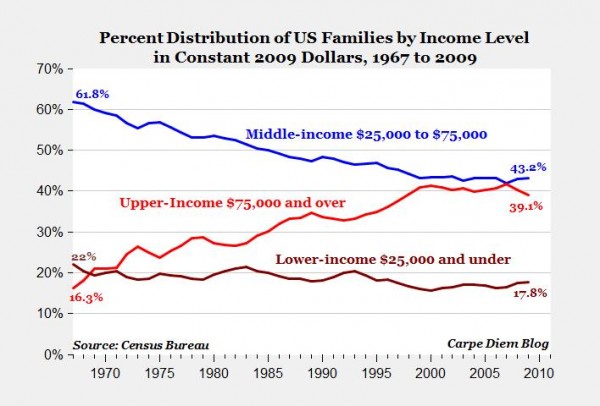 Percent Distribution of US Families by Income Level
in Constant 2009 Dollars, 1967 to 2009
70%
61.8%
60%
Middle-income $25,000 to $75,000
50%
43.2%
40%
Upper-Income $75,000 and over
39.1%
30%
22%
Lower-income $25,000 and under
20%
16.3%
17.8%
10%
Source: Census Bureau
Carpe Diem Blog
0%
1970 1975 1980 1985 1990 1995 2000 2005 2010